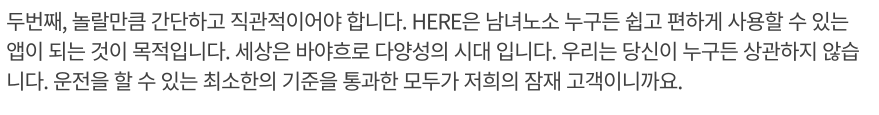 두번째, 놀랄만큼 간단하고 직관적이어야 합니다. HERE은 남녀노소 누구든 쉽고 편하게 사용할 수 있는
앱이 되는 것이 목적입니다. 세상은 바야흐로 다양성의 시대 입니다. 우리는 당신이 누구든 상관하지 않습
니다. 운전을 할 수 있는 최소한의 기준을 통과한 모두가 저희의 잠재 고객이니까요.